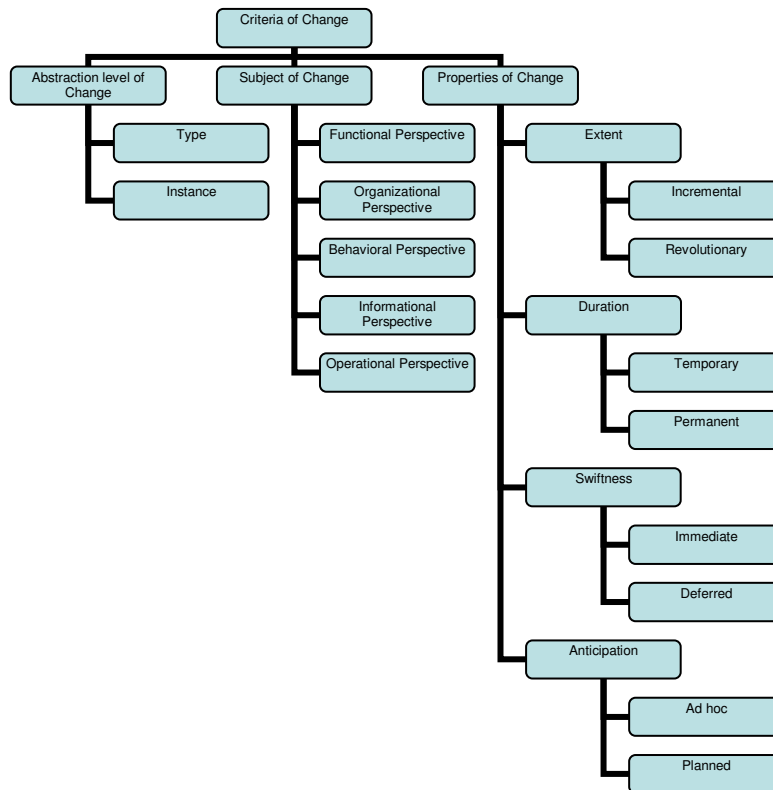 Criteria of Change
Abstraction level of
Change
Subject of Change
Properties of Change
Type
Instance
Functional Perspective
Organizational
Perspective
Behavioral Perspective
Informational
Perspective
Operational Perspective
Extent
Incremental
Revolutionary
Duration
Temporary
Permanent
Swiftness
Immediate
Deferred
Anticipation
Ad hoc
Planned